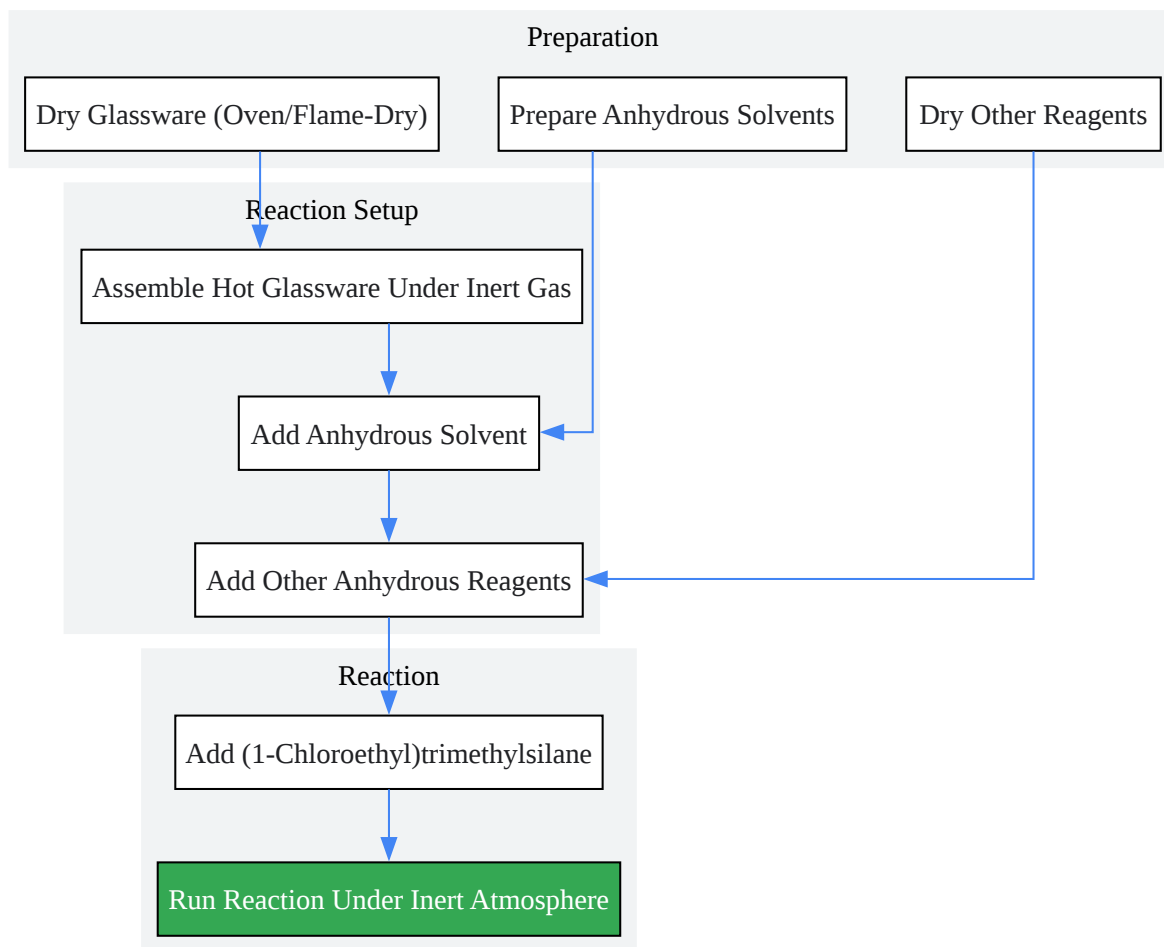 Preparation
Dry Glassware (Oven/Flame-Dry)
Prepare Anhydrous Solvents
Dry Other Reagents
Reaction Setup
Assemble Hot Glassware Under Inert Gas
Add Anhydrous Solvent
Add Other Anhydrous Reagents
Reaction
Add (1-Chloroethyl)trimethylsilane
Run Reaction Under Inert Atmosphere